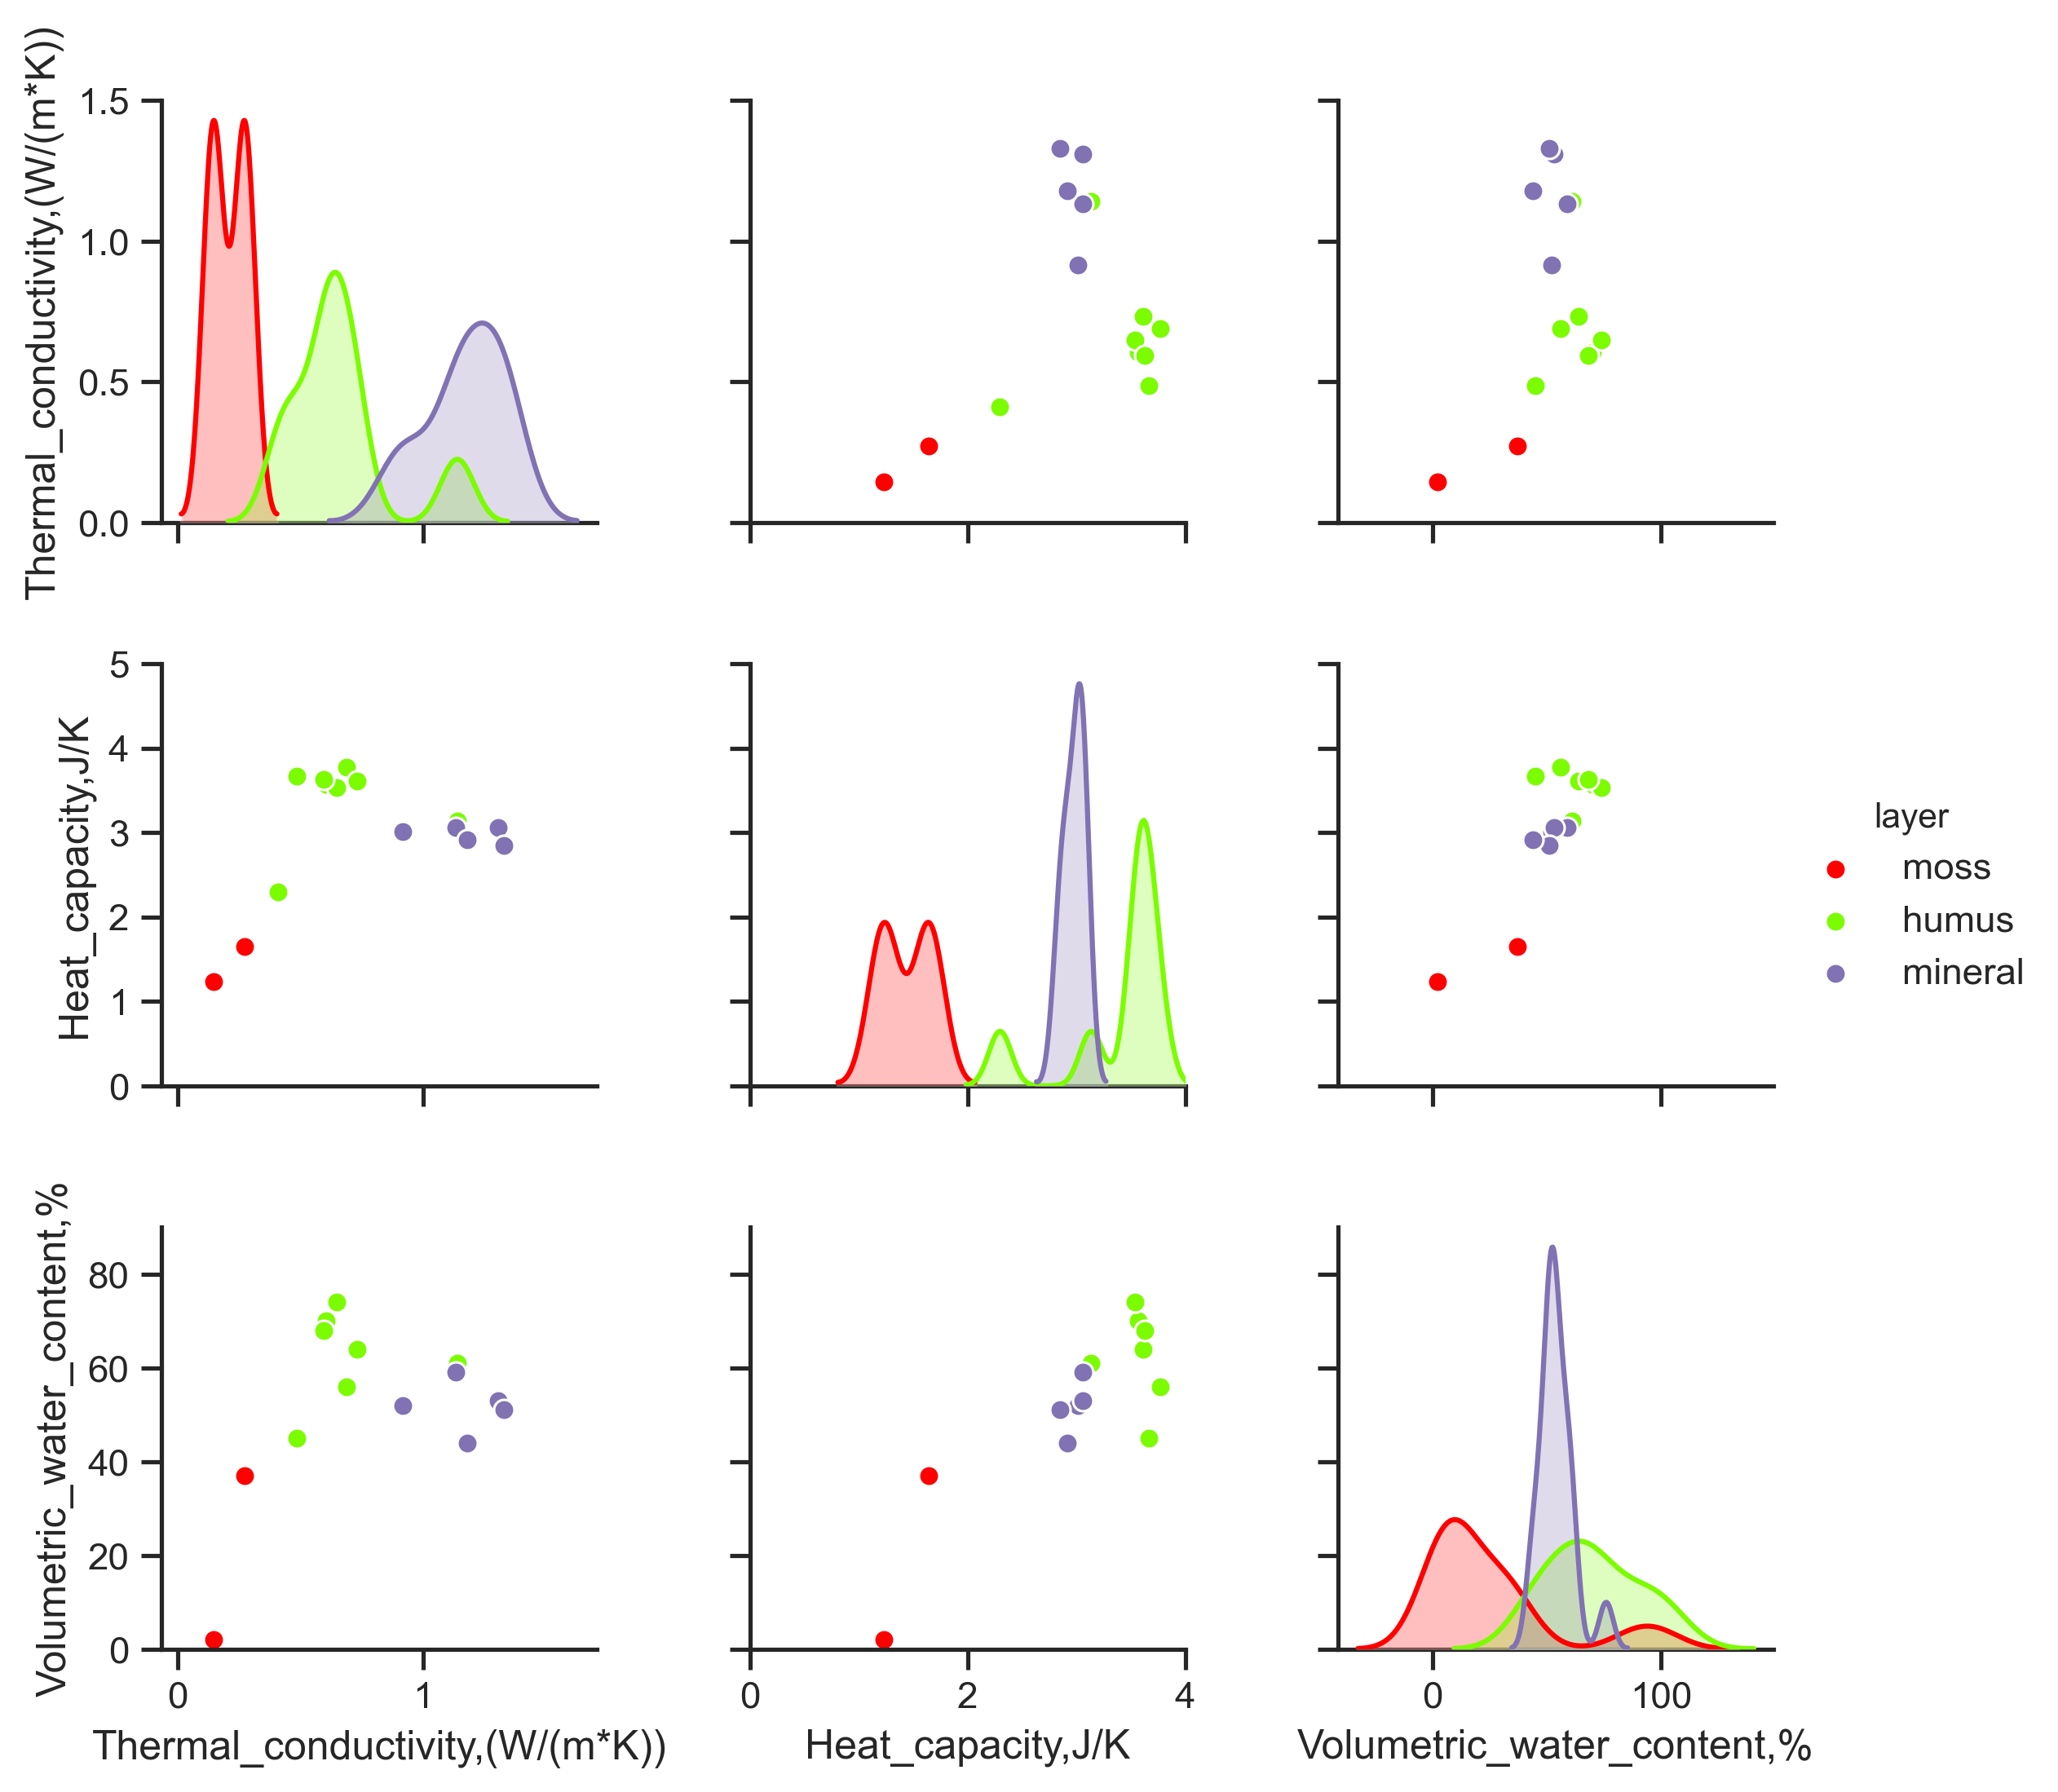 Thermal_conductivity,(W/(m*K))
1.5
1.0
0.5
0.0
Heat_capacity,J/K
5
4
3
2
1
0
layer
moss
humus
mineral
Volumetric_water_content,%
80
60
40
20
0
0 1 0 2 4 0 100
Thermal_conductivity,(W/(m*K)) Heat_capacity,J/K Volumetric_water_content,%